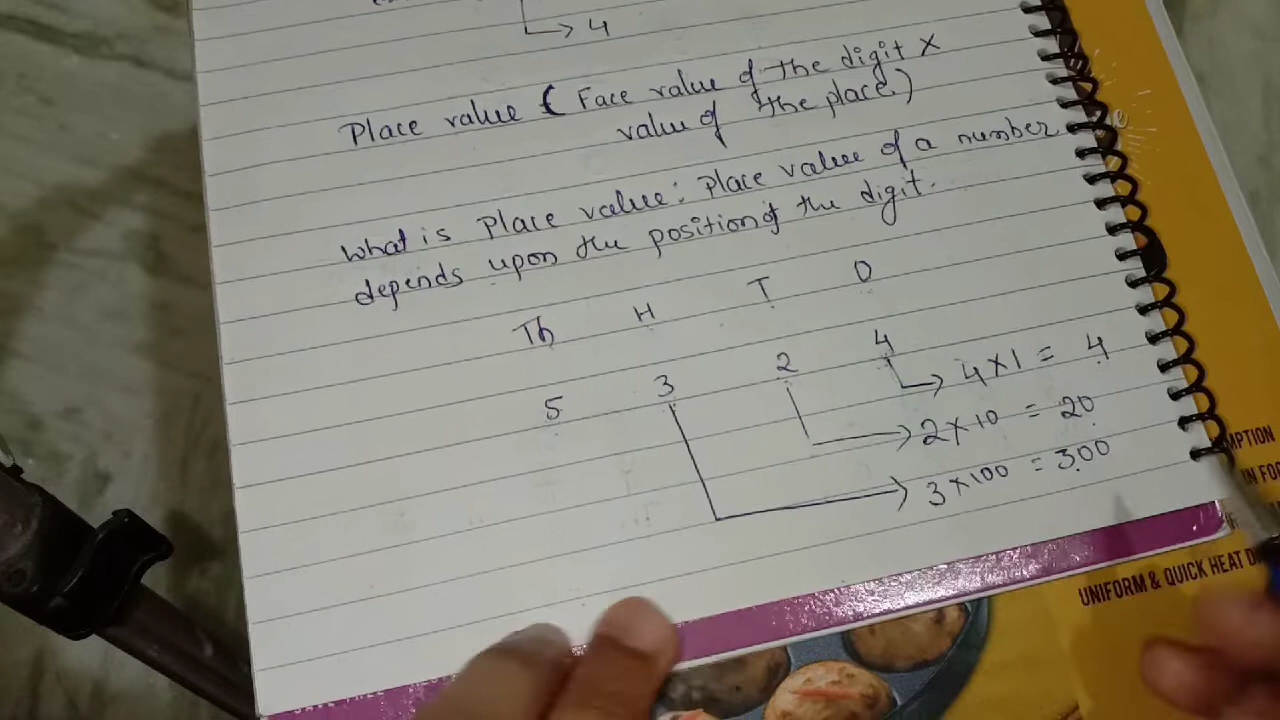 → 4
Place value ( Face value of the digit ×
value of the place.)
What is Place value: Place value of a number
depends upon the position of the digit.
Th H T O
5 3 2 4
→ 4×1 = 4
→ 2×10 = 20
→ 3×100 = 300
UNIFORM & QUICK HEAT